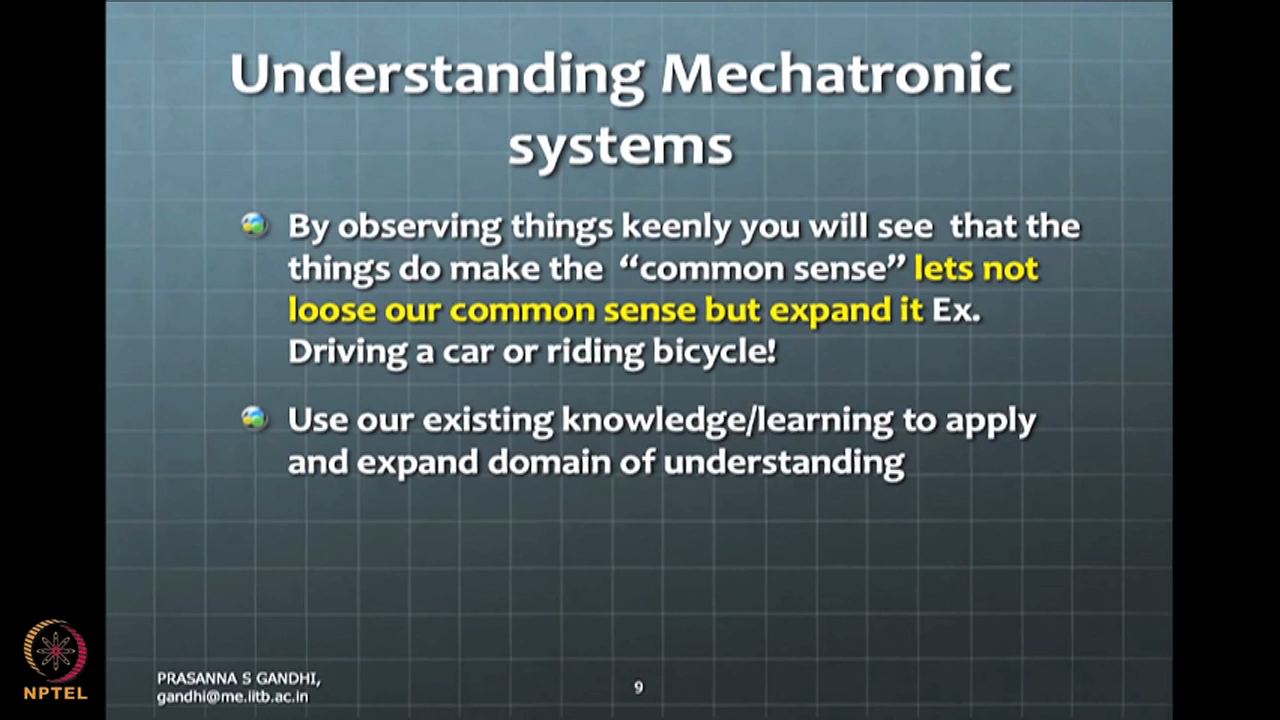 Understanding Mechatronic
systems
By observing things keenly you will see that the
things do make the “common sense” lets not
loose our common sense but expand it Ex.
Driving a car or riding bicycle!
Use our existing knowledge/learning to apply
and expand domain of understanding
PRASANNA S GANDHI,
gandhi@me.iitb.ac.in
9
NPTEL